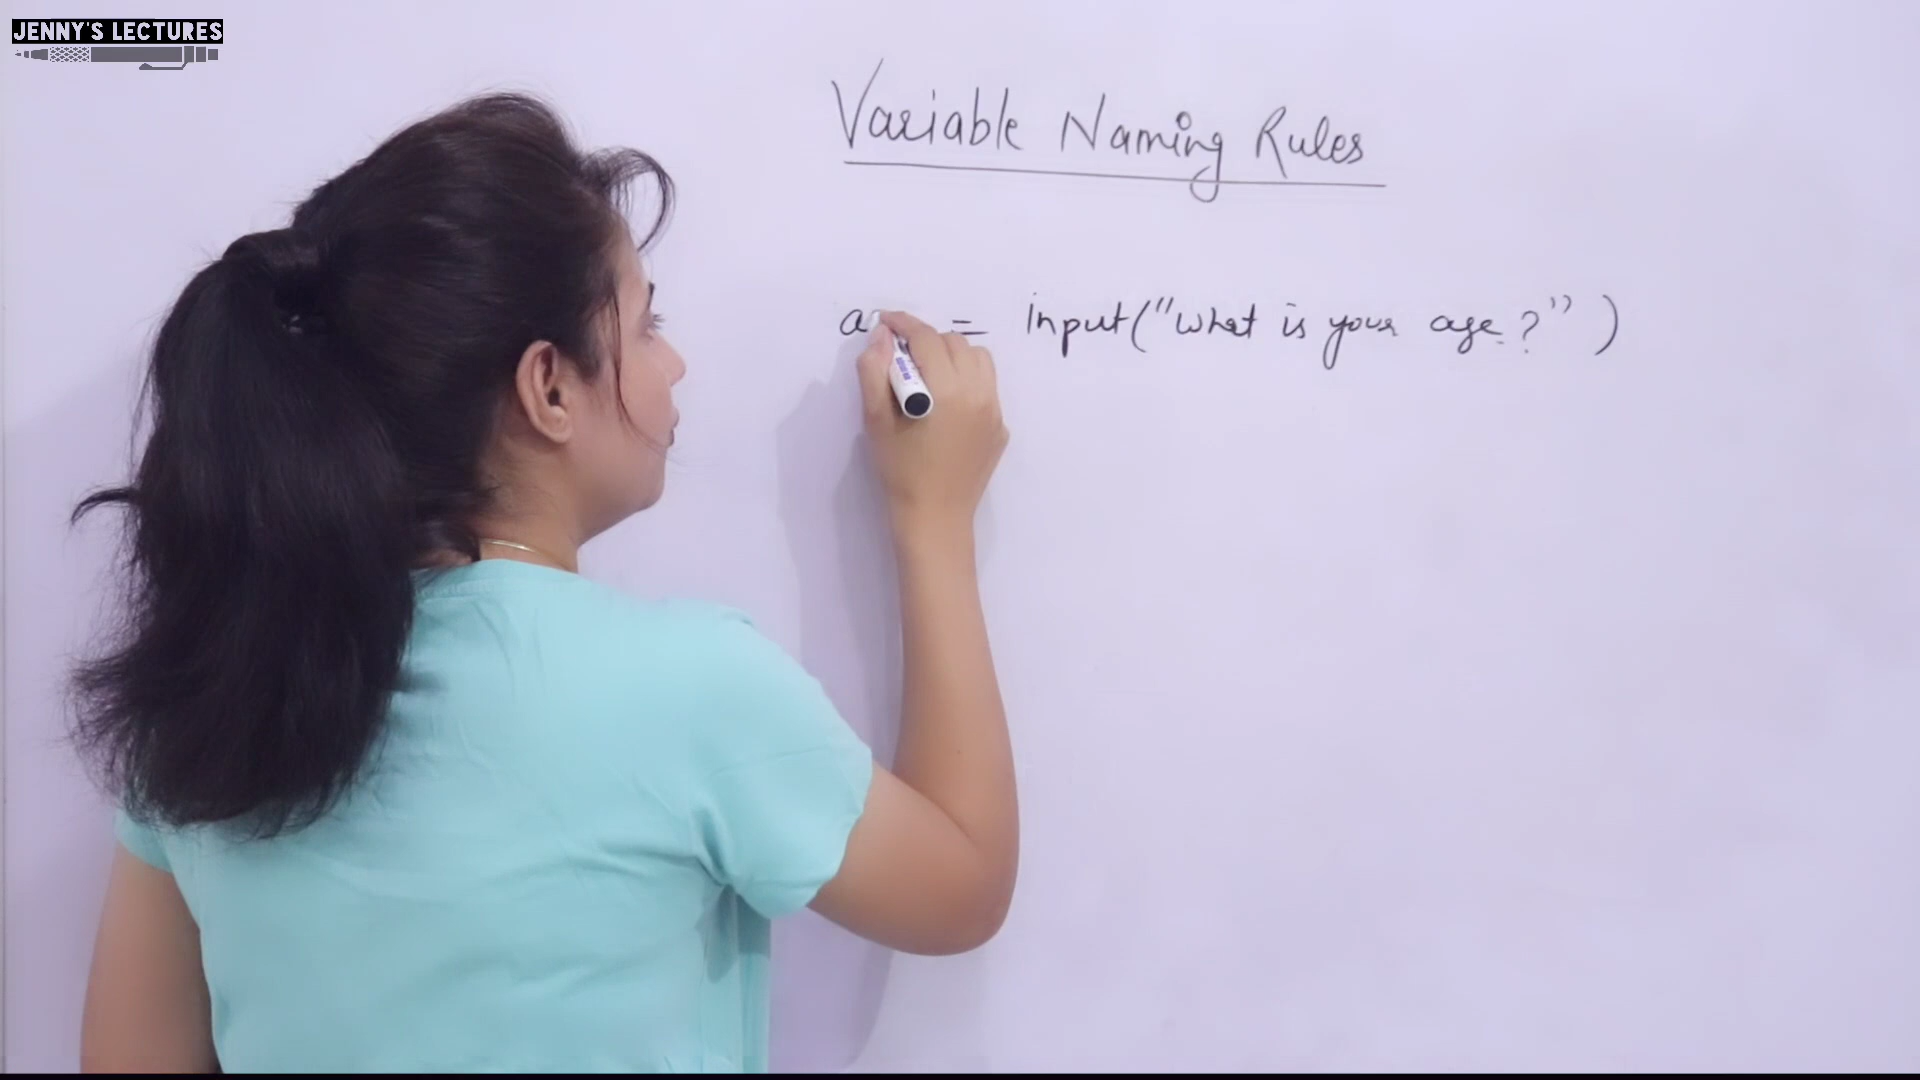 JENNY'S LECTURES
Variable Naming Rules
a = input("What is your age?")